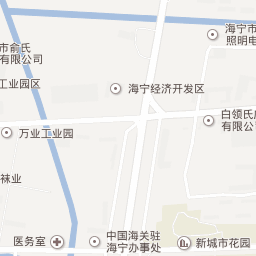 海宁市
照明电
市俞氏
有限公司
工业园区
海宁经济开发区
白领氏
有限公
万业工业园
袜业
中国海关驻
海宁办事处
医务室
新城市花园